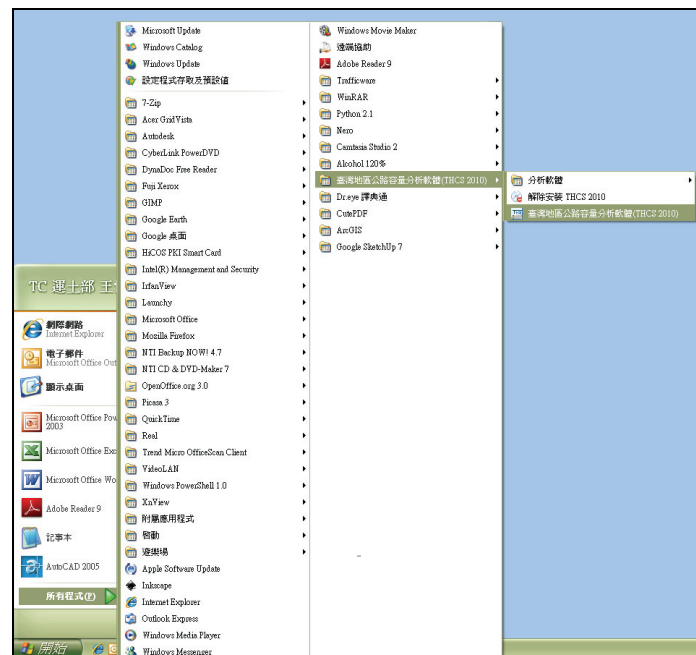 Microsoft Update
Windows Catalog
Windows Update
設定程式存取及預設值
7-Zip
Acer GridVista
Autodesk
CyberLink PowerDVD
DynaDoc Free Reader
Fuji Xerox
GIMP
Google Earth
Google 桌面
HiCOS PKI Smart Card
Intel(R) Management and Security
IrfanView
Launchy
Microsoft Office
Mozilla Firefox
NTI Backup NOW! 4.7
NTI CD & DVD-Maker 7
OpenOffice.org 3.0
Picasa 3
QuickTime
Real
Trend Micro OfficeScan Client
VideoLAN
Windows PowerShell 1.0
XnView
附屬應用程式
啟動
遊樂場
Apple Software Update
Inkscape
Internet Explorer
Outlook Express
Windows Media Player
Windows Messenger
Windows Movie Maker
遠端協助
Adobe Reader 9
Trafficware
WinRAR
Python 2.1
Nero
Camtasia Studio 2
Alcohol 120%
臺灣地區公路容量分析軟體(THCS 2010)
Dr.eye 譯典通
CutePDF
ArcGIS
Google SketchUp 7
分析軟體
解除安裝 THCS 2010
臺灣地區公路容量分析軟體(THCS 2010)
TC 運土部 王
網際網路
Internet Explorer
電子郵件
Microsoft Office Out
顯示桌面
Microsoft Office Pow
2003
Microsoft Office Exc
Microsoft Office Wo
Adobe Reader 9
記事本
AutoCAD 2005
所有程式(P)
開始